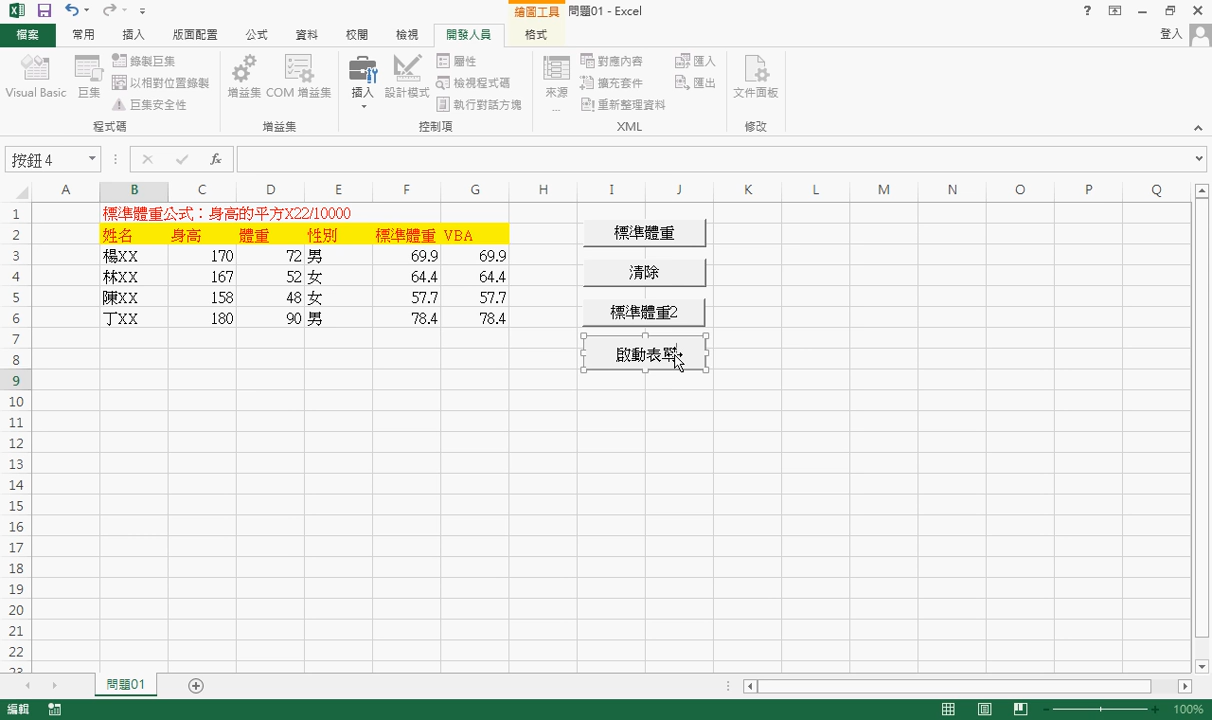 繪圖工具 問題01 - Excel
檔案 常用 插入 版面配置 公式 資料 校閱 檢視 開發人員 格式 登入
Visual Basic 巨集 錄製巨集 以相對位置錄製 巨集安全性 增益集 COM 增益集 插入 設計模式 屬性 檢視程式碼 執行對話方塊 來源 ... 對應內容 擴充套件 重新整理資料 匯入 匯出 文件面板
程式碼 增益集 控制項 XML 修改
按鈕 4 fx
A B C D E F G H I J K L M N O P Q
1 標準體重公式：身高的平方X22/10000
2 姓名 身高 體重 性別 標準體重 VBA
3 楊XX 170 72 男 69.9 69.9
4 林XX 167 52 女 64.4 64.4
5 陳XX 158 48 女 57.7 57.7
6 丁XX 180 90 男 78.4 78.4
7
8
9
10
11
12
13
14
15
16
17
18
19
20
21
22
23
標準體重
清除
標準體重2
啟動表單
問題01
編輯 100%